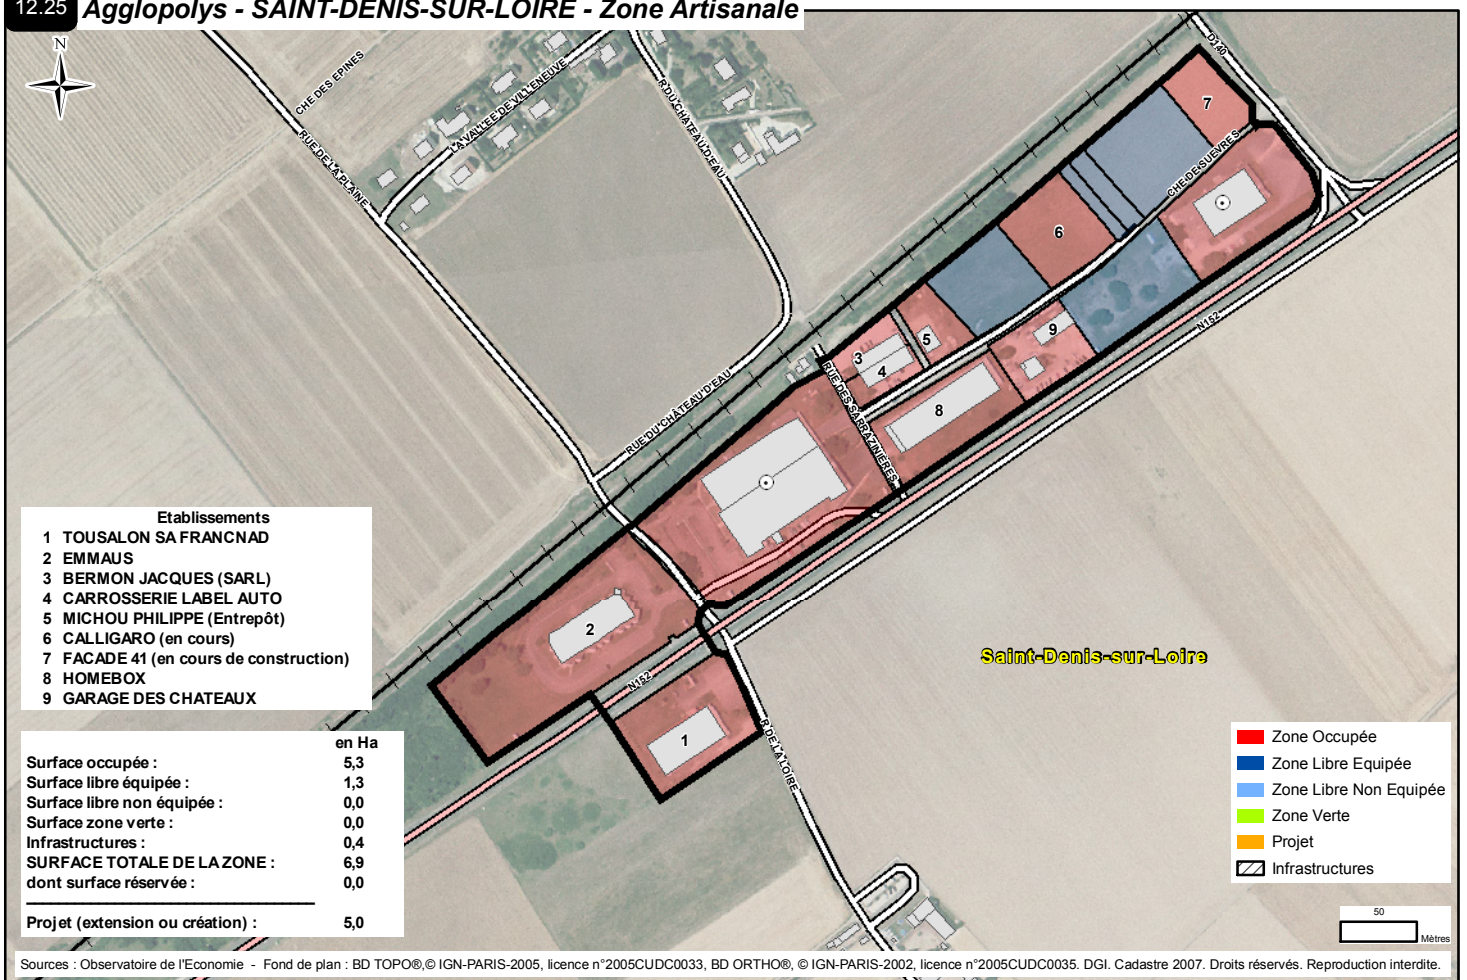 12.25 Agglopolys - SAINT-DENIS-SUR-LOIRE - Zone Artisanale
N
CHE DES EPINES
RUE DE LA PLAINE
LA VALLEE DE VILLENEUVE
R DU CHATEAU D'EAU
D140
7
CHE DE SUEVRES
6
N152
9
5
3
4
RUE DES SARRAZINIERES
8
RUE DU CHÂTEAU D'EAU
2
N152
1
R DE LA LOIRE
Saint-Denis-sur-Loire
Etablissements
1 TOUSALON SA FRANCNAD
2 EMMAUS
3 BERMON JACQUES (SARL)
4 CARROSSERIE LABEL AUTO
5 MICHOU PHILIPPE (Entrepôt)
6 CALLIGARO (en cours)
7 FACADE 41 (en cours de construction)
8 HOMEBOX
9 GARAGE DES CHATEAUX
en Ha
Surface occupée : 5,3
Surface libre équipée : 1,3
Surface libre non équipée : 0,0
Surface zone verte : 0,0
Infrastructures : 0,4
SURFACE TOTALE DE LA ZONE : 6,9
dont surface réservée : 0,0
Projet (extension ou création) : 5,0
Zone Occupée
Zone Libre Equipée
Zone Libre Non Equipée
Zone Verte
Projet
Infrastructures
50
Mètres
Sources : Observatoire de l'Economie - Fond de plan : BD TOPO®,© IGN-PARIS-2005, licence n°2005CUDC0033, BD ORTHO®, © IGN-PARIS-2002, licence n°2005CUDC0035. DGI. Cadastre 2007. Droits réservés. Reproduction interdite.